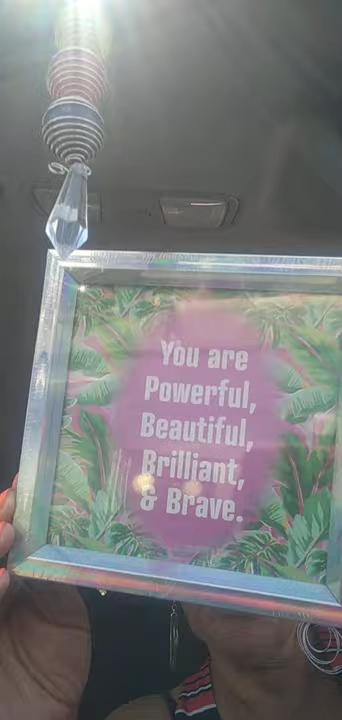 You are
Powerful,
Beautiful,
Brilliant,
& Brave.